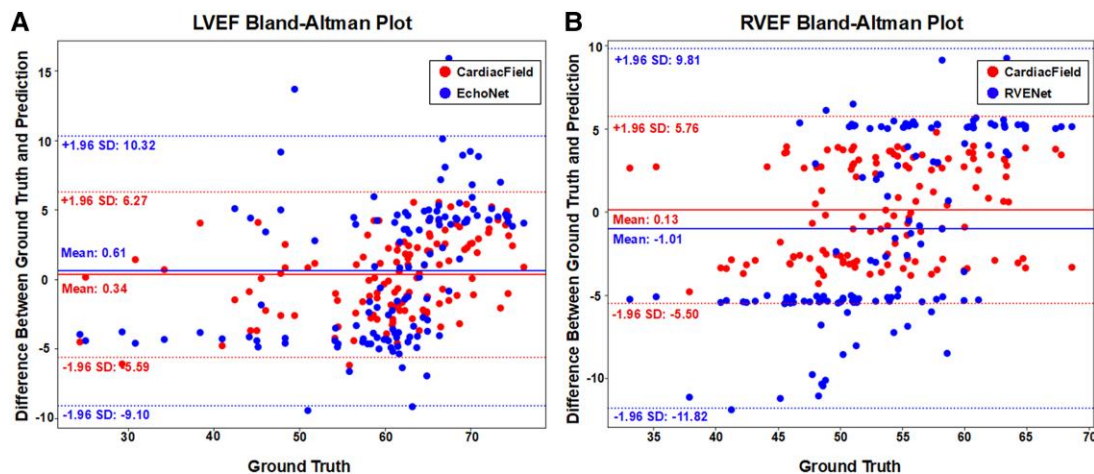 A
LVEF Bland-Altman Plot
Difference Between Ground Truth and Prediction
15
10
5
0
-5
-10
CardiacField
EchoNet
+1.96 SD: 10.32
+1.96 SD: 6.27
Mean: 0.61
Mean: 0.34
-1.96 SD: -5.59
-1.96 SD: -9.10
30
40
50
60
70
Ground Truth
B
RVEF Bland-Altman Plot
Difference Between Ground Truth and Prediction
10
5
0
-5
-10
+1.96 SD: 9.81
CardiacField
RVENet
+1.96 SD: 5.76
Mean: 0.13
Mean: -1.01
-1.96 SD: -5.50
-1.96 SD: -11.82
35
40
45
50
55
60
65
70
Ground Truth